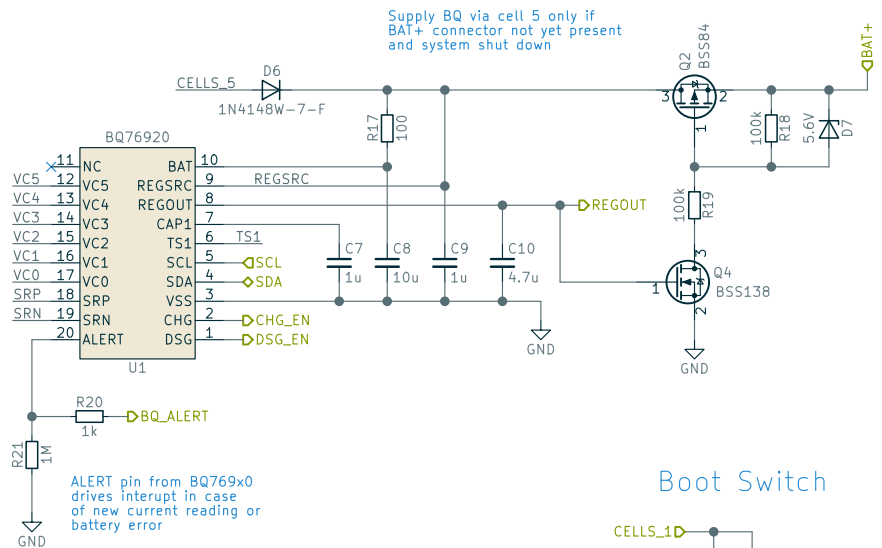 Supply BQ via cell 5 only if
BAT+ connector not yet present
and system shut down
BAT+
Q2
BSS84
CELLS_5
D6
1N4148W-7-F
3
2
1
R17
100
100k
R18
5.6V
D7
BQ76920
11 NC
12 VC5
13 VC4
14 VC3
15 VC2
16 VC1
17 VC0
18 SRP
19 SRN
20 ALERT
VC5
VC4
VC3
VC2
VC1
VC0
SRP
SRN
BAT 10
REGSRC 9
REGOUT 8
CAP1 7
TS1 6
SCL 5
SDA 4
VSS 3
CHG 2
DSG 1
U1
REGSRC
REGOUT
TS1
SCL
SDA
CHG_EN
DSG_EN
C7
1u
C8
10u
C9
1u
C10
4.7u
GND
100k
R19
3
Q4
1
BSS138
2
GND
R20
1k
BQ_ALERT
R21
1M
GND
ALERT pin from BQ769x0
drives interupt in case
of new current reading or
battery error
Boot Switch
CELLS_1